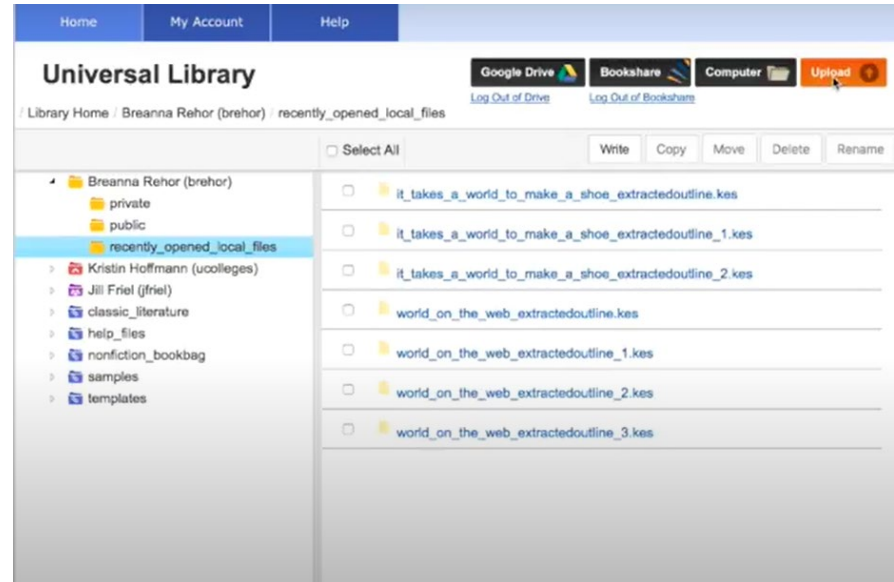 Home My Account Help
Universal Library
Google Drive Bookshare Computer Upload
Log Out of Drive Log Out of Bookshare
/ Library Home / Breanna Rehor (brehor) / recently_opened_local_files
Select All Write Copy Move Delete Rename
Breanna Rehor (brehor)
private
public
recently_opened_local_files
Kristin Hoffmann (ucolleges)
Jill Friel (jfriel)
classic_literature
help_files
nonfiction_bookbag
samples
templates
it_takes_a_world_to_make_a_shoe_extractedoutline.kes
it_takes_a_world_to_make_a_shoe_extractedoutline_1.kes
it_takes_a_world_to_make_a_shoe_extractedoutline_2.kes
world_on_the_web_extractedoutline.kes
world_on_the_web_extractedoutline_1.kes
world_on_the_web_extractedoutline_2.kes
world_on_the_web_extractedoutline_3.kes